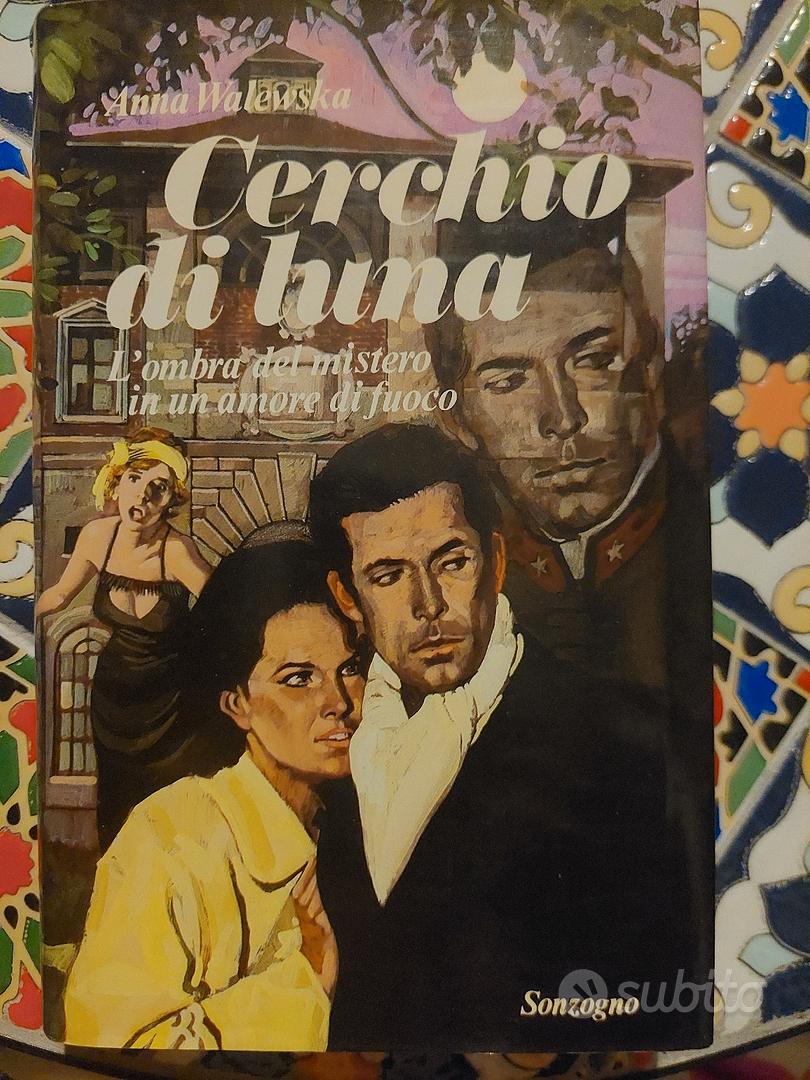 Anna Walewska
Cerchio
di luna
L'ombra del mistero
in un amore di fuoco
Sonzogno
subito